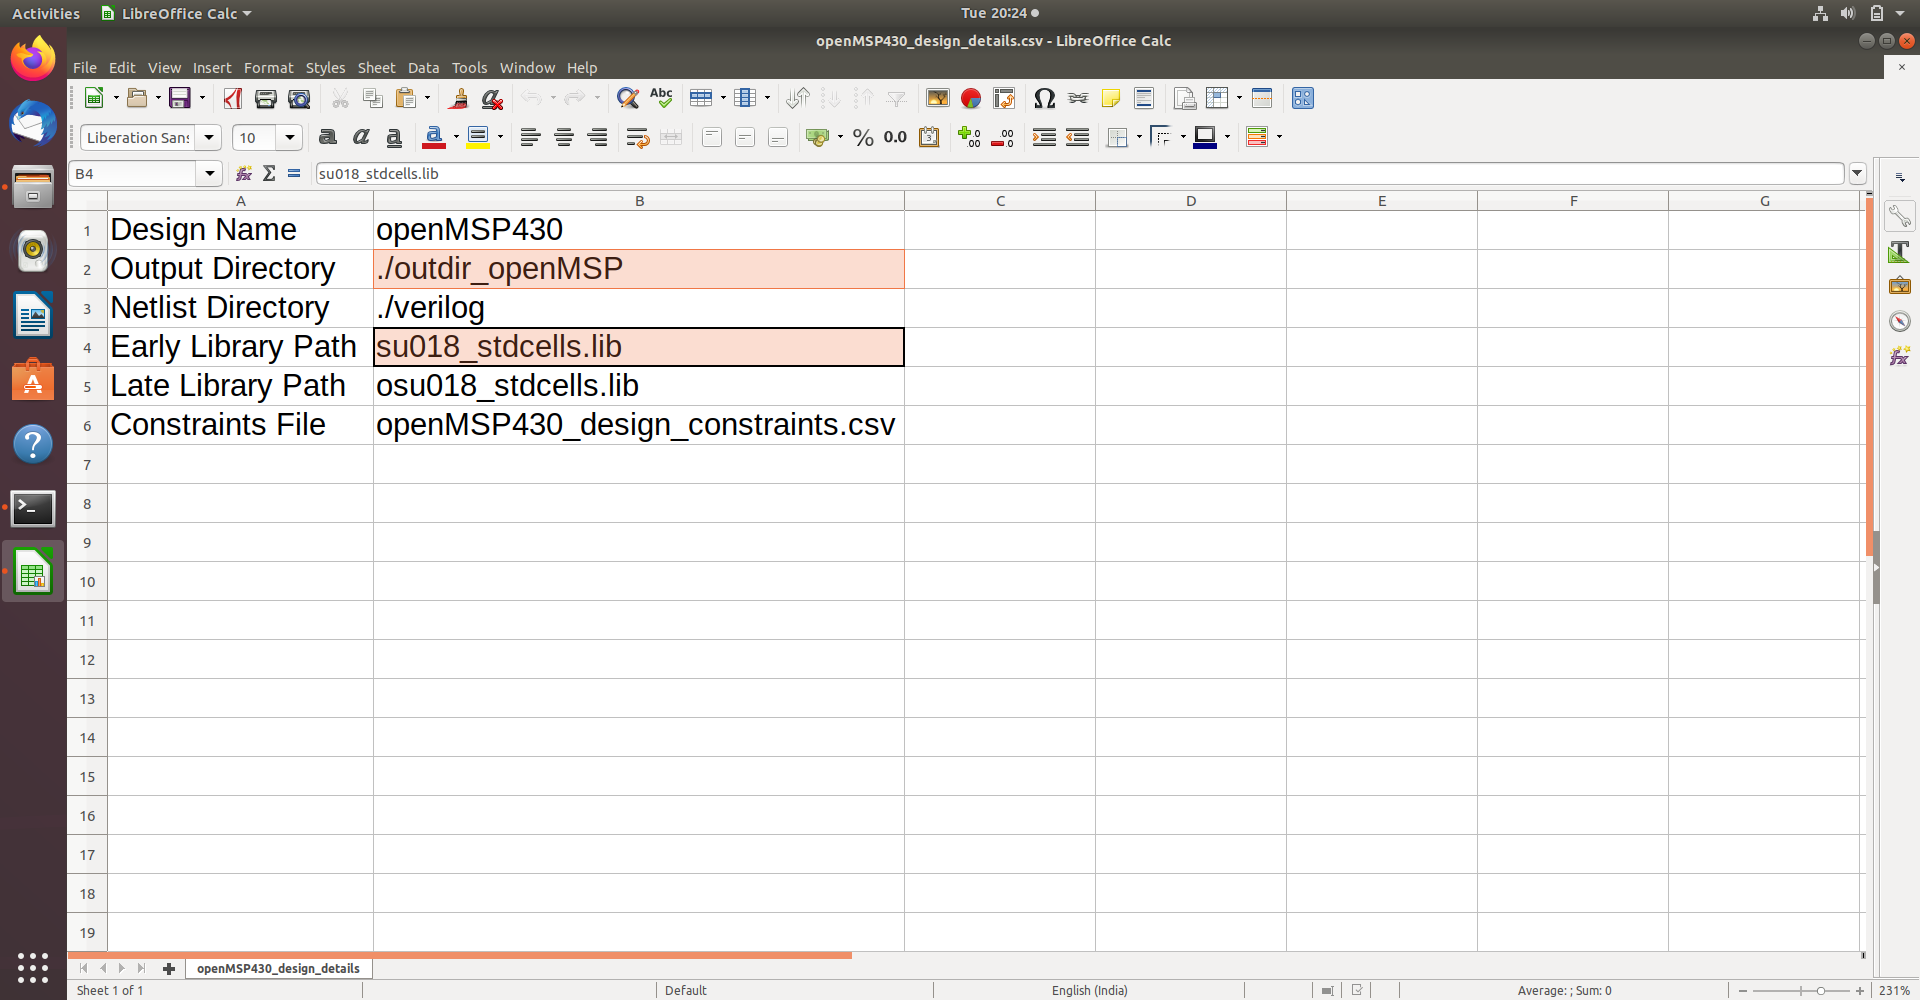 Activities LibreOffice Calc Tue 20:24
openMSP430_design_details.csv - LibreOffice Calc
File Edit View Insert Format Styles Sheet Data Tools Window Help
Abc
Liberation Sans 10 % 0.0
B4 su018_stdcells.lib
A B C D E F G
1 Design Name openMSP430
2 Output Directory ./outdir_openMSP
3 Netlist Directory ./verilog
4 Early Library Path su018_stdcells.lib
5 Late Library Path osu018_stdcells.lib
6 Constraints File openMSP430_design_constraints.csv
7
8
9
10
11
12
13
14
15
16
17
18
19
openMSP430_design_details
Sheet 1 of 1 Default English (India) Average: ; Sum: 0 231%